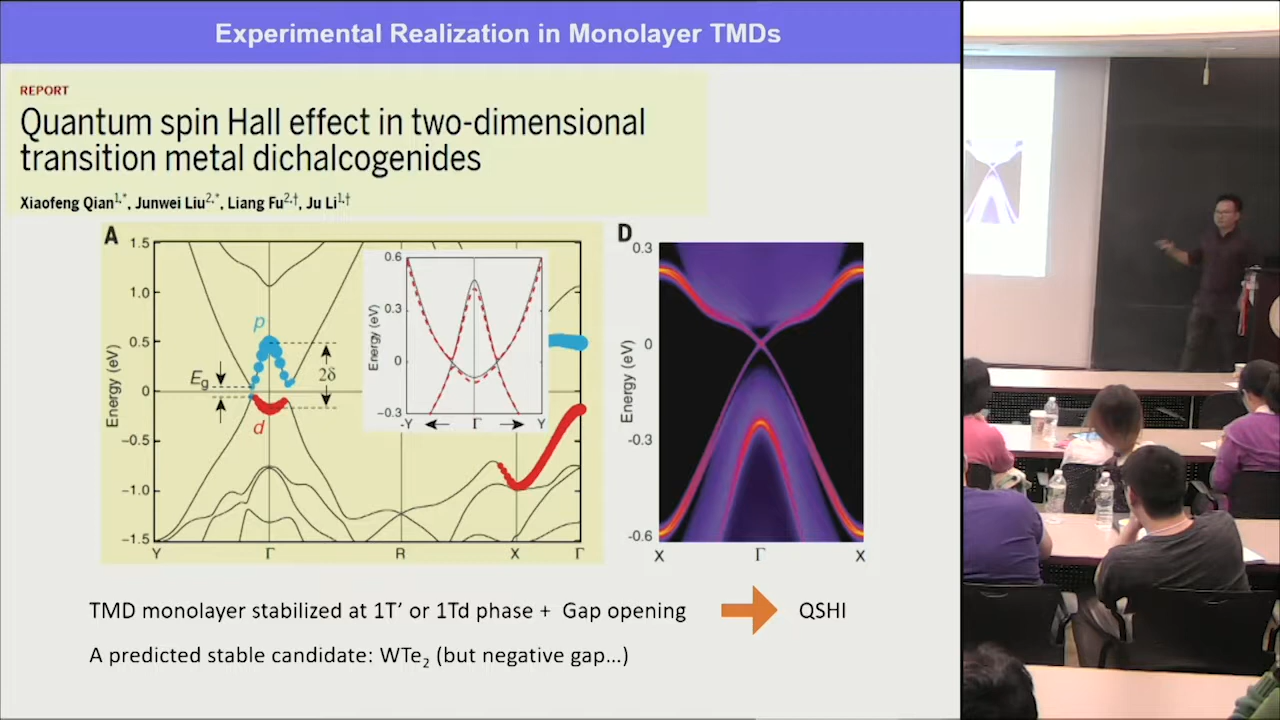 Experimental Realization in Monolayer TMDs
REPORT
Quantum spin Hall effect in two-dimensional
transition metal dichalcogenides
Xiaofeng Qian1,*, Junwei Liu2,*, Liang Fu2,†, Ju Li1,†
A
1.5
1.0
0.5
0
−0.5
−1.0
−1.5
Energy (eV)
p
Eg
2δ
d
Y
Γ
R
X
Γ
0.6
0.3
0
−0.3
Energy (eV)
-Y
Γ
Y
D
0.3
0
-0.3
-0.6
Energy (eV)
X
Γ
X
TMD monolayer stabilized at 1T’ or 1Td phase + Gap opening
QSHI
A predicted stable candidate: WTe2 (but negative gap…)